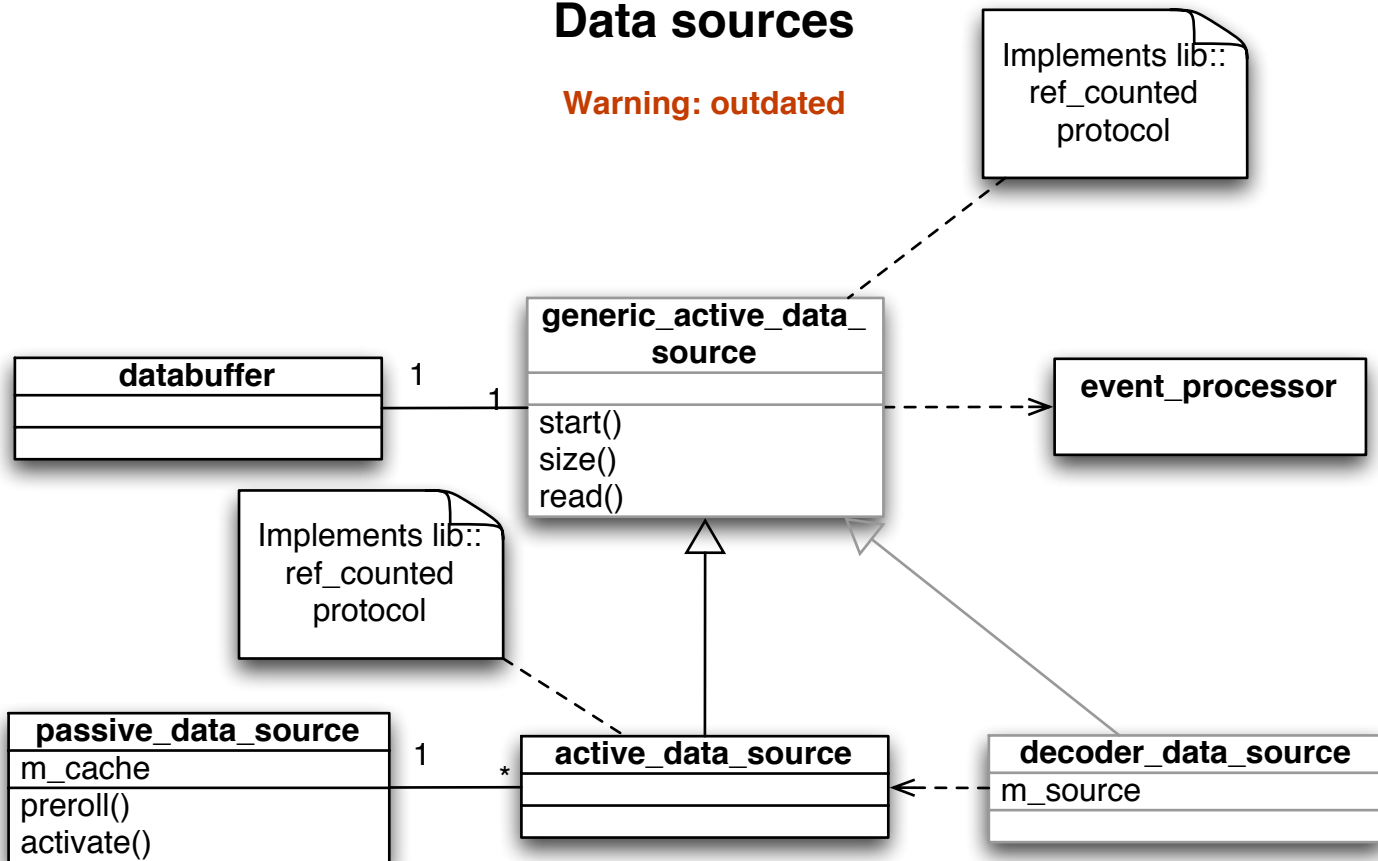 Data sources
Warning: outdated
Implements lib::
ref_counted
protocol
generic_active_data_
source
start()
size()
read()
databuffer
1
1
event_processor
Implements lib::
ref_counted
protocol
passive_data_source
m_cache
preroll()
activate()
1
*
active_data_source
decoder_data_source
m_source